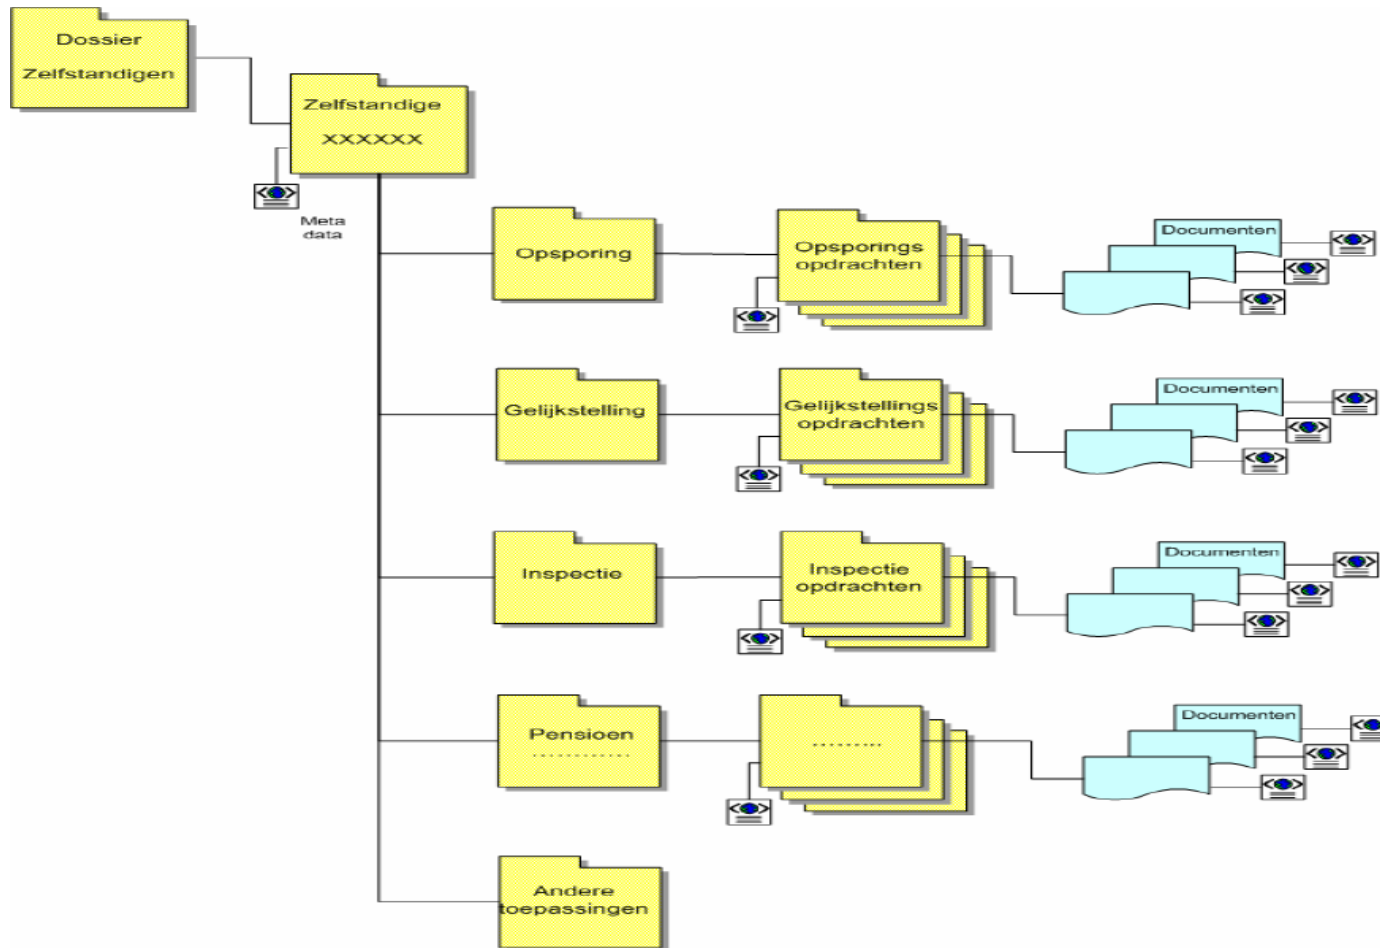 Dossier
Zelfstandigen
Zelfstandige
XXXXXX
Meta
data
Opsporing
Opsporings
opdrachten
Documenten
Gelijkstelling
Gelijkstellings
opdrachten
Documenten
Inspectie
Inspectie
opdrachten
Documenten
Pensioen
............
.........
Documenten
Andere
toepassingen